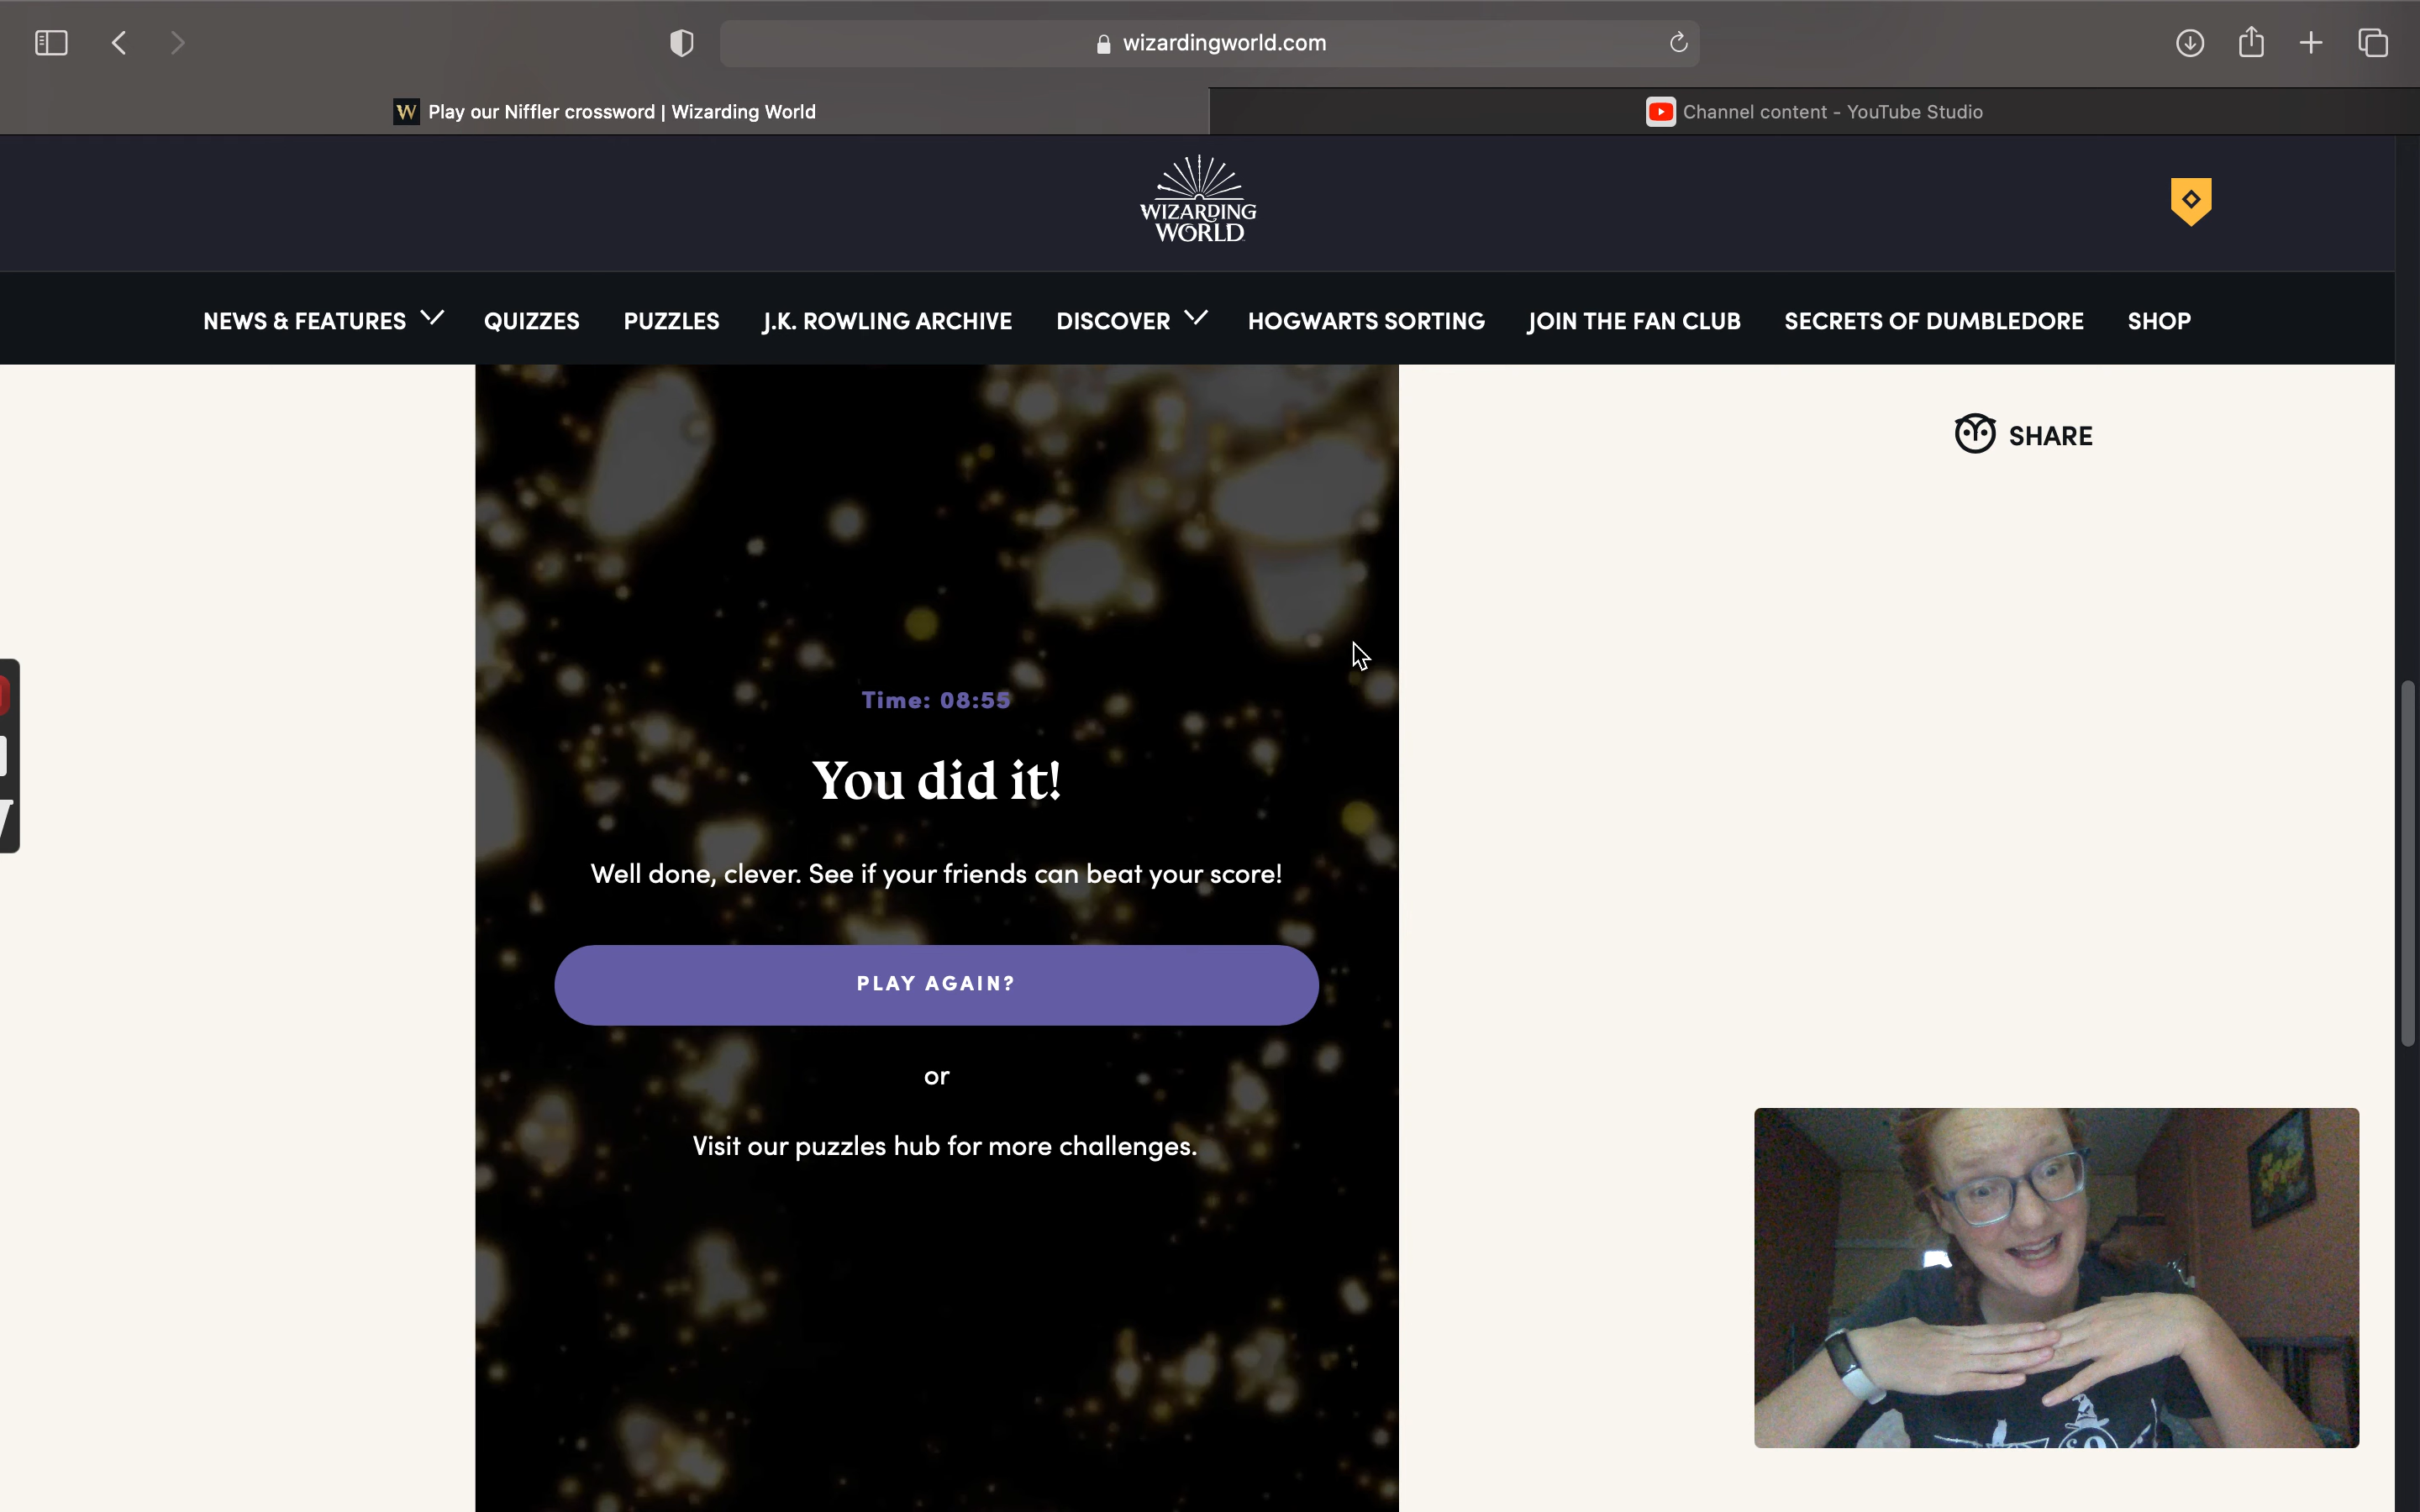 wizardingworld.com
Play our Niffler crossword | Wizarding World
Channel content - YouTube Studio
WIZARDING
WORLD
NEWS & FEATURES QUIZZES PUZZLES J.K. ROWLING ARCHIVE DISCOVER HOGWARTS SORTING JOIN THE FAN CLUB SECRETS OF DUMBLEDORE SHOP
SHARE
Time: 08:55
You did it!
Well done, clever. See if your friends can beat your score!
PLAY AGAIN?
or
Visit our puzzles hub for more challenges.